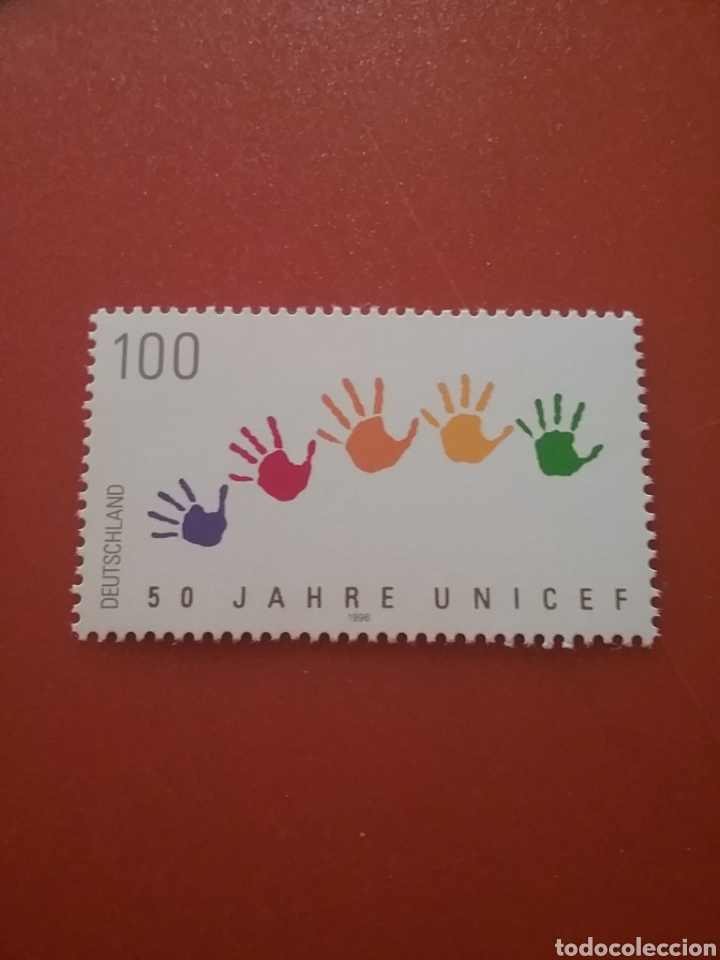 100
DEUTSCHLAND
50 JAHRE UNICEF
1996
todocoleccion